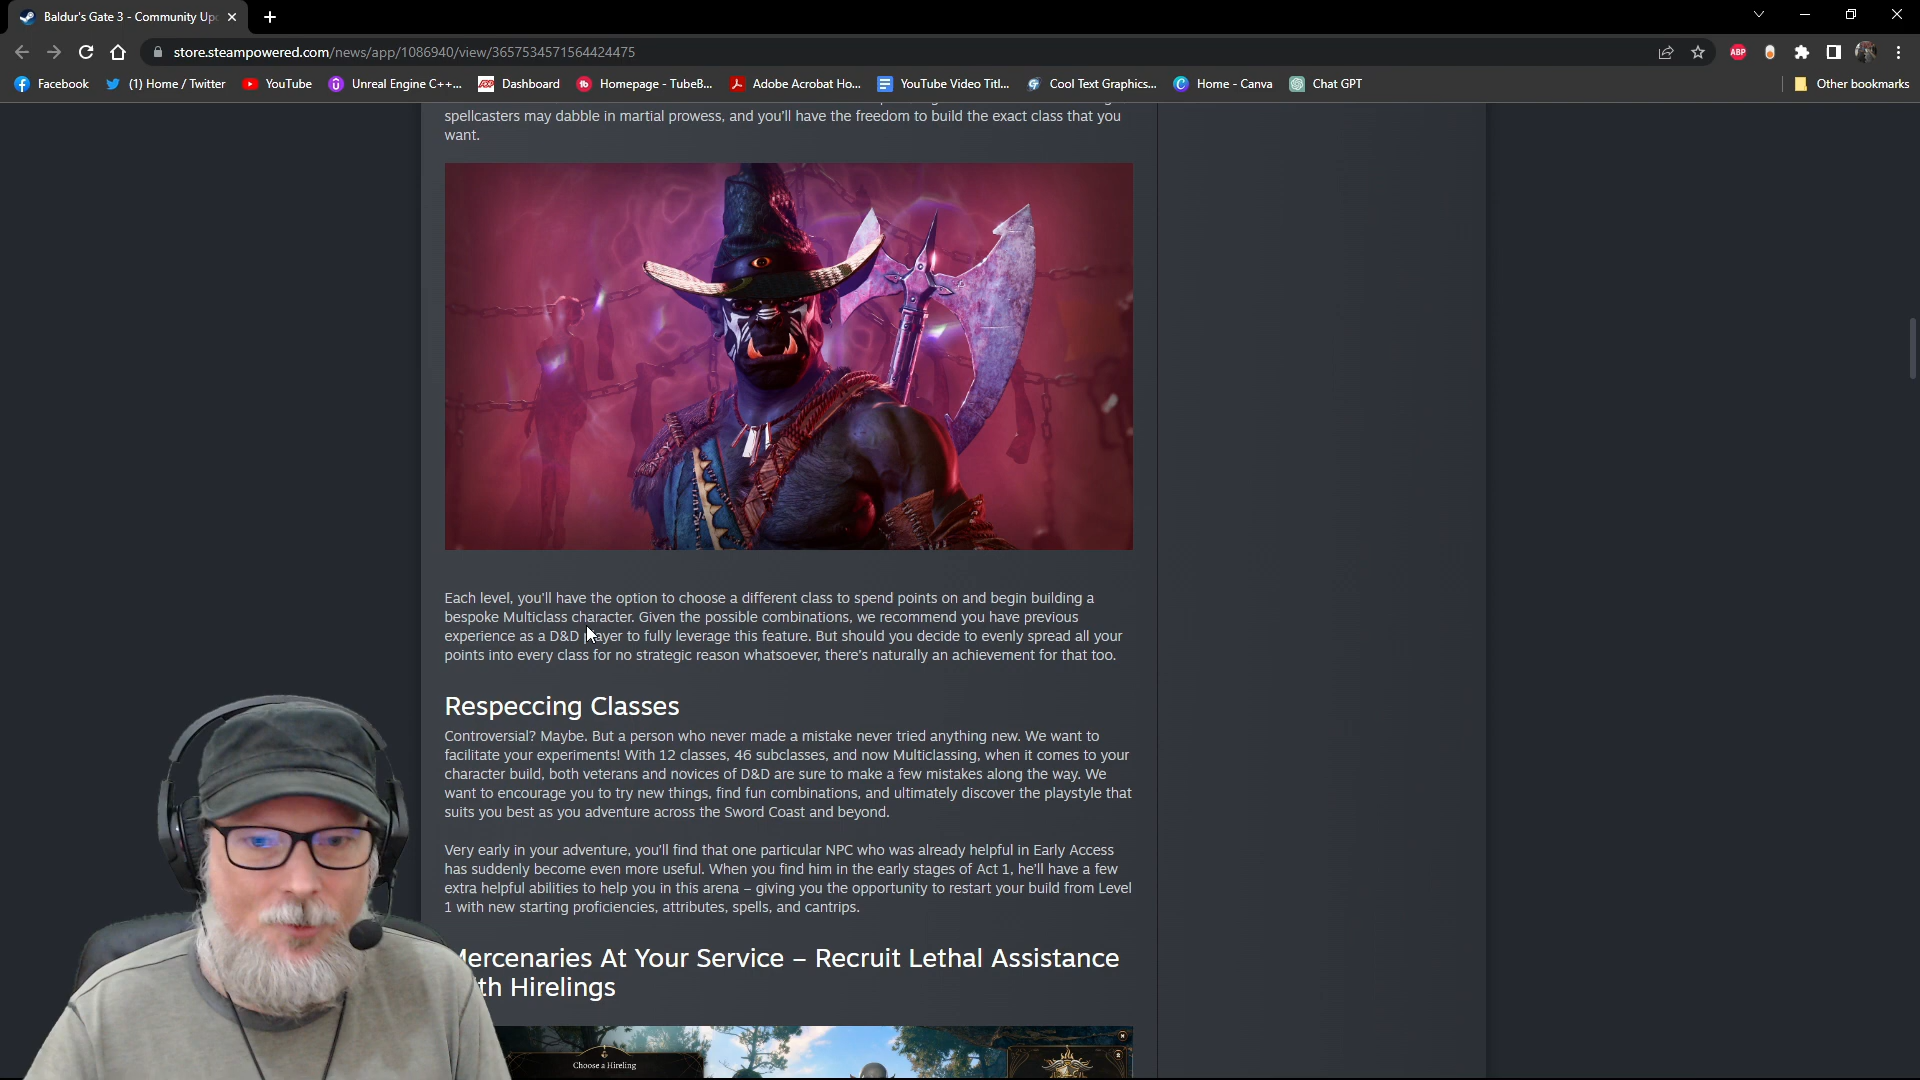 Baldur's Gate 3 - Community Up
store.steampowered.com/news/app/1086940/view/3657534571564424475
ABP
Facebook
(1) Home / Twitter
YouTube
Unreal Engine C++...
Dashboard
Homepage - TubeB...
Adobe Acrobat Ho...
YouTube Video Titl...
Cool Text Graphics...
Home - Canva
Chat GPT
Other bookmarks
spellcasters may dabble in martial prowess, and you'll have the freedom to build the exact class that you
want.
Each level, you'll have the option to choose a different class to spend points on and begin building a
bespoke Multiclass character. Given the possible combinations, we recommend you have previous
experience as a D&D player to fully leverage this feature. But should you decide to evenly spread all your
points into every class for no strategic reason whatsoever, there's naturally an achievement for that too.
Respeccing Classes
Controversial? Maybe. But a person who never made a mistake never tried anything new. We want to
facilitate your experiments! With 12 classes, 46 subclasses, and now Multiclassing, when it comes to your
character build, both veterans and novices of D&D are sure to make a few mistakes along the way. We
want to encourage you to try new things, find fun combinations, and ultimately discover the playstyle that
suits you best as you adventure across the Sword Coast and beyond.
Very early in your adventure, you'll find that one particular NPC who was already helpful in Early Access
has suddenly become even more useful. When you find him in the early stages of Act 1, he'll have a few
extra helpful abilities to help you in this arena – giving you the opportunity to restart your build from Level
1 with new starting proficiencies, attributes, spells, and cantrips.
Mercenaries At Your Service – Recruit Lethal Assistance
th Hirelings
Choose a Hireling